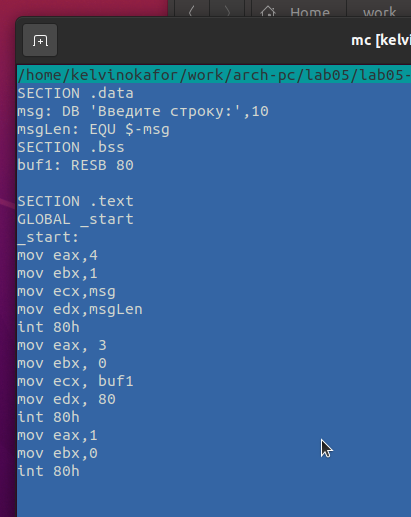 Home work
mc [kelvi
/home/kelvinokafor/work/arch-pc/lab05/lab05-
SECTION .data
msg: DB 'Введите строку:',10
msgLen: EQU $-msg
SECTION .bss
buf1: RESB 80
SECTION .text
GLOBAL _start
_start:
mov eax,4
mov ebx,1
mov ecx,msg
mov edx,msgLen
int 80h
mov eax, 3
mov ebx, 0
mov ecx, buf1
mov edx, 80
int 80h
mov eax,1
mov ebx,0
int 80h